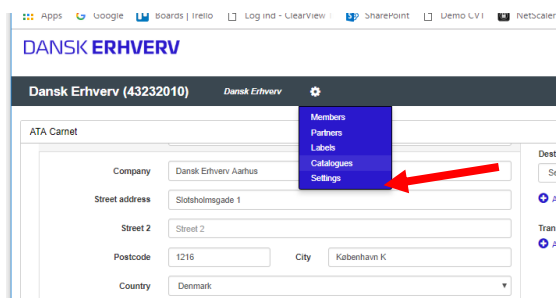 Apps Google Boards | Trello Log ind - ClearView SharePoint Demo CVT NetScaler
DANSK ERHVERV
Dansk Erhverv (43232010) Dansk Erhverv
Members
Partners
Labels
Catalogues
Settings
ATA Carnet
Company Dansk Erhverv Aarhus
Street address Slotsholmsgade 1
Street 2 Street 2
Postcode 1216 City København K
Country Denmark